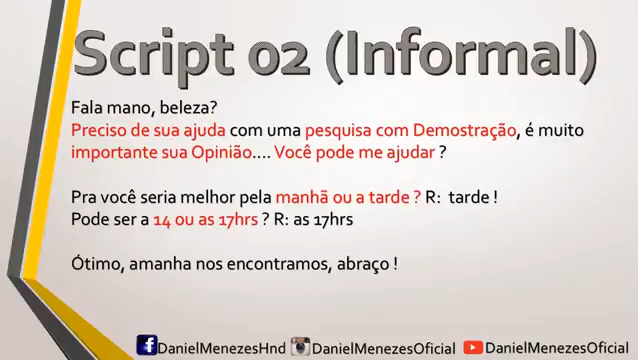 Script 02 (Informal)
Fala mano, beleza?
Preciso de sua ajuda com uma pesquisa com Demostração, é muito
importante sua Opinião.... Você pode me ajudar ?
Pra você seria melhor pela manhã ou a tarde ? R: tarde !
Pode ser a 14 ou as 17hrs ? R: as 17hrs
Ótimo, amanha nos encontramos, abraço !
DanielMenezesHnd DanielMenezesOficial DanielMenezesOficial